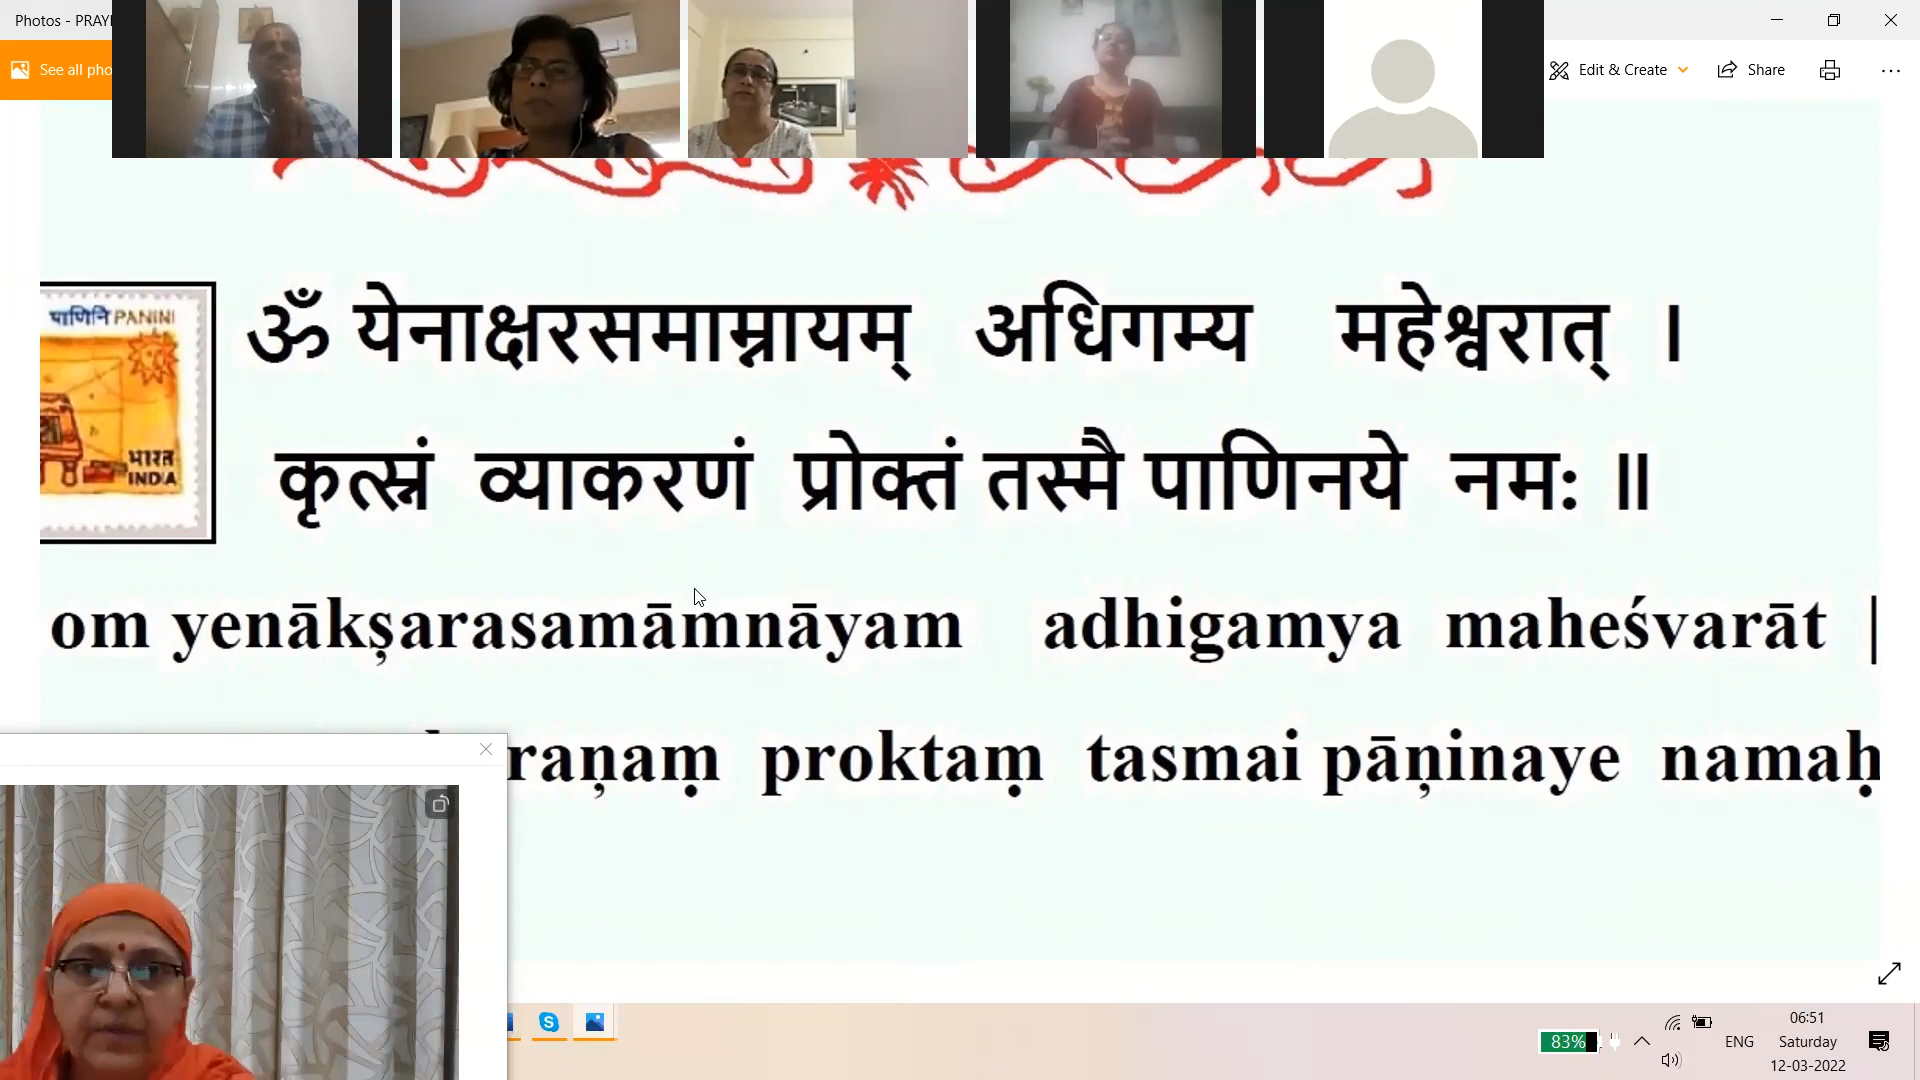 Photos - PRAY
See all pho
Edit & Create
Share
पाणिनि PANINI
भारत
INDIA
ॐ येनाक्षरसमाम्नायम् अधिगम्य महेश्वरात् ।
कृत्स्नं व्याकरणं प्रोक्तं तस्मै पाणिनये नमः ॥
om yenākṣarasamāmnāyam adhigamya maheśvarāt |
raṇaṃ proktaṃ tasmai pāṇinaye namaḥ
83%
ENG
06:51
Saturday
12-03-2022